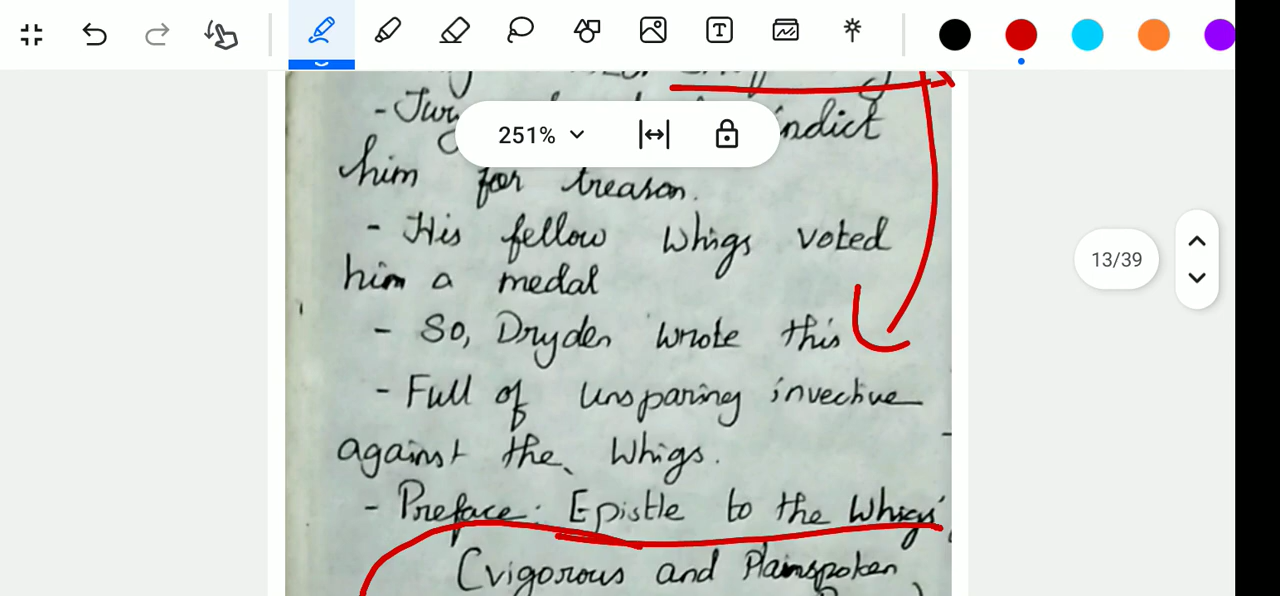 251%
13/39
indict
him for treason.
- His fellow Whigs voted
him a medal
- So, Dryden wrote this
- Full of unsparing invective
against the Whigs.
- Preface: Epistle to the Whigs'
(vigorous and Plainspoken